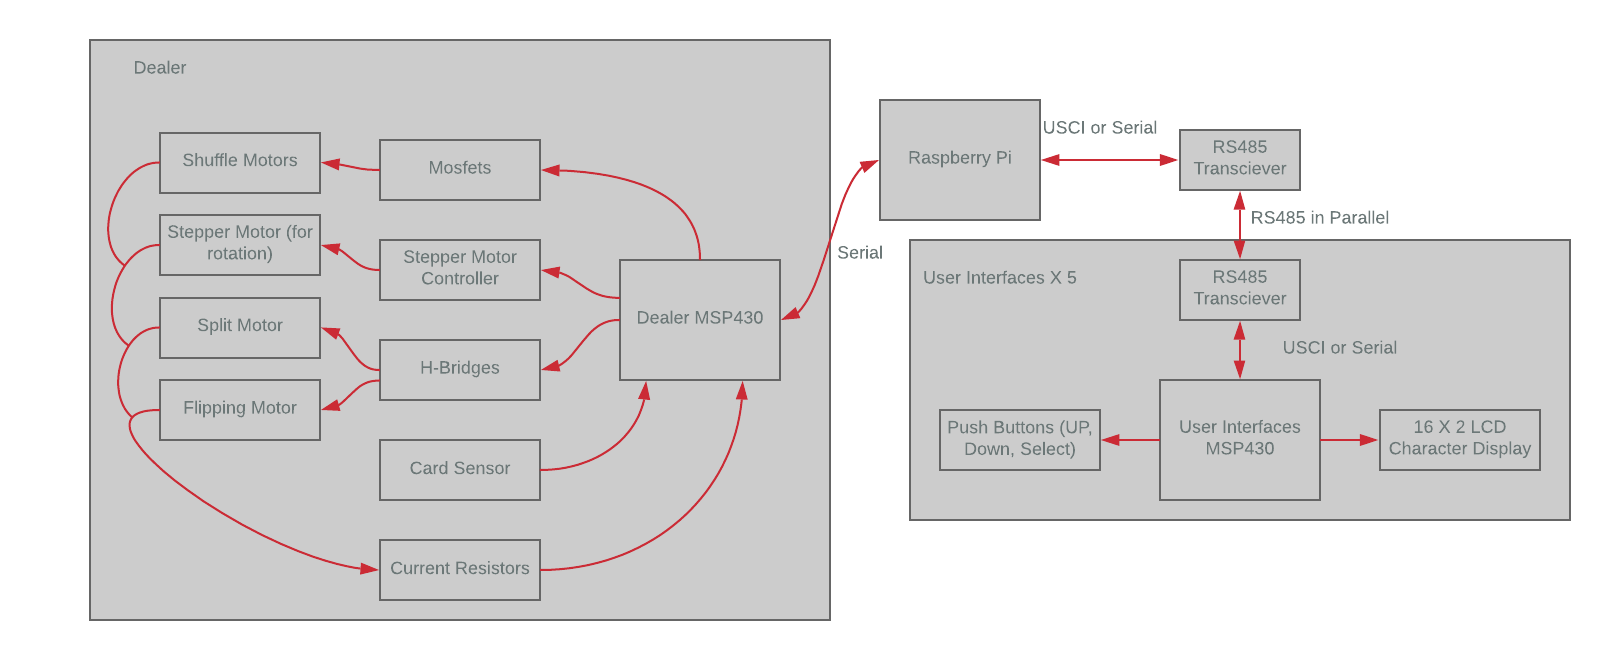 Dealer
Shuffle Motors
Mosfets
Stepper Motor (for
rotation)
Stepper Motor
Controller
Split Motor
H-Bridges
Flipping Motor
Card Sensor
Current Resistors
Dealer MSP430
Serial
Raspberry Pi
USCI or Serial
RS485
Transciever
RS485 in Parallel
User Interfaces X 5
RS485
Transciever
USCI or Serial
Push Buttons (UP,
Down, Select)
User Interfaces
MSP430
16 X 2 LCD
Character Display